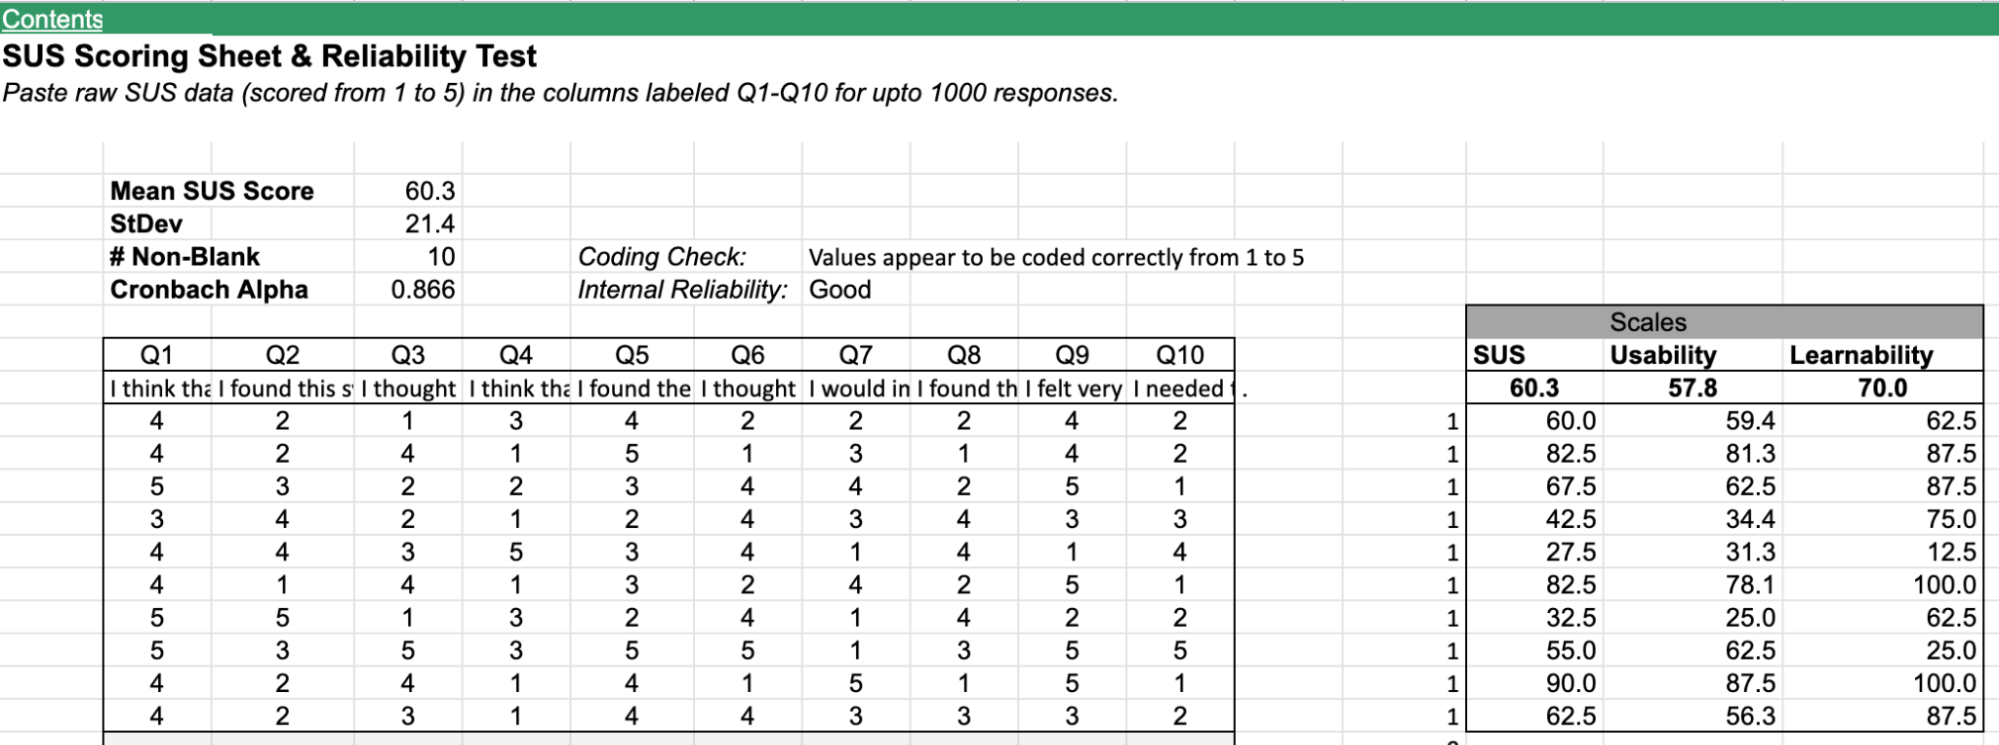 Contents
SUS Scoring Sheet & Reliability Test
Paste raw SUS data (scored from 1 to 5) in the columns labeled Q1-Q10 for upto 1000 responses.
Mean SUS Score 60.3
StDev 21.4
# Non-Blank 10 Coding Check: Values appear to be coded correctly from 1 to 5
Cronbach Alpha 0.866 Internal Reliability: Good
Scales
Q1 Q2 Q3 Q4 Q5 Q6 Q7 Q8 Q9 Q10 SUS Usability Learnability
I think tha I found this s I thought I think tha I found the I thought I would in I found th I felt very I needed . 60.3 57.8 70.0
4 2 1 3 4 2 2 2 4 2 1 60.0 59.4 62.5
4 2 4 1 5 1 3 1 4 2 1 82.5 81.3 87.5
5 3 2 2 3 4 4 2 5 1 1 67.5 62.5 87.5
3 4 2 1 2 4 3 4 3 3 1 42.5 34.4 75.0
4 4 3 5 3 4 1 4 1 4 1 27.5 31.3 12.5
4 1 4 1 3 2 4 2 5 1 1 82.5 78.1 100.0
5 5 1 3 2 4 1 4 2 2 1 32.5 25.0 62.5
5 3 5 3 5 5 1 3 5 5 1 55.0 62.5 25.0
4 2 4 1 4 1 5 1 5 1 1 90.0 87.5 100.0
4 2 3 1 4 4 3 3 3 2 1 62.5 56.3 87.5